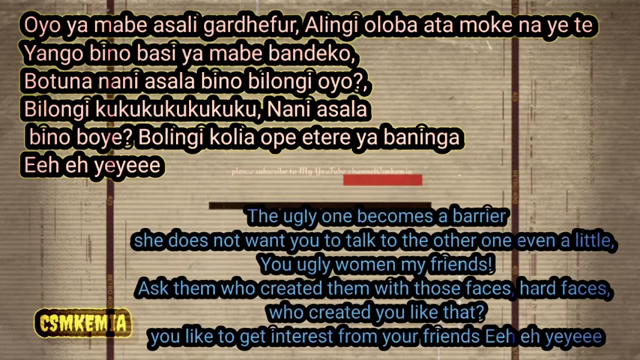 Oyo ya mabe asali gardhefur, Alingi oloba ata moke na ye te
Yango bino basi ya mabe bandeko,
Botuna nani asala bino bilongi oyo?,
Bilongi kukukukukukuku, Nani asala
bino boye? Bolingi kolia ope etere ya baninga
Eeh eh yeyeee
please subscribe to My YouTube channel
The ugly one becomes a barrier
she does not want you to talk to the other one even a little,
You ugly women my friends!
Ask them who created them with those faces, hard faces,
who created you like that?
you like to get interest from your friends Eeh eh yeyeee
CSMKEMIA